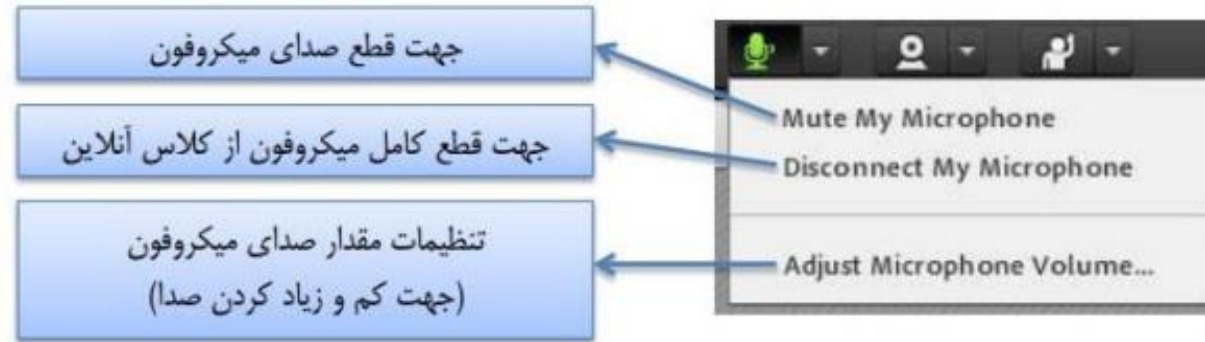 جهت قطع صدای میکروفون
جهت قطع کامل میکروفون از کلاس آنلاین
تنظیمات مقدار صدای میکروفون
(جهت کم و زیاد کردن صدا)
Mute My Microphone
Disconnect My Microphone
Adjust Microphone Volume...